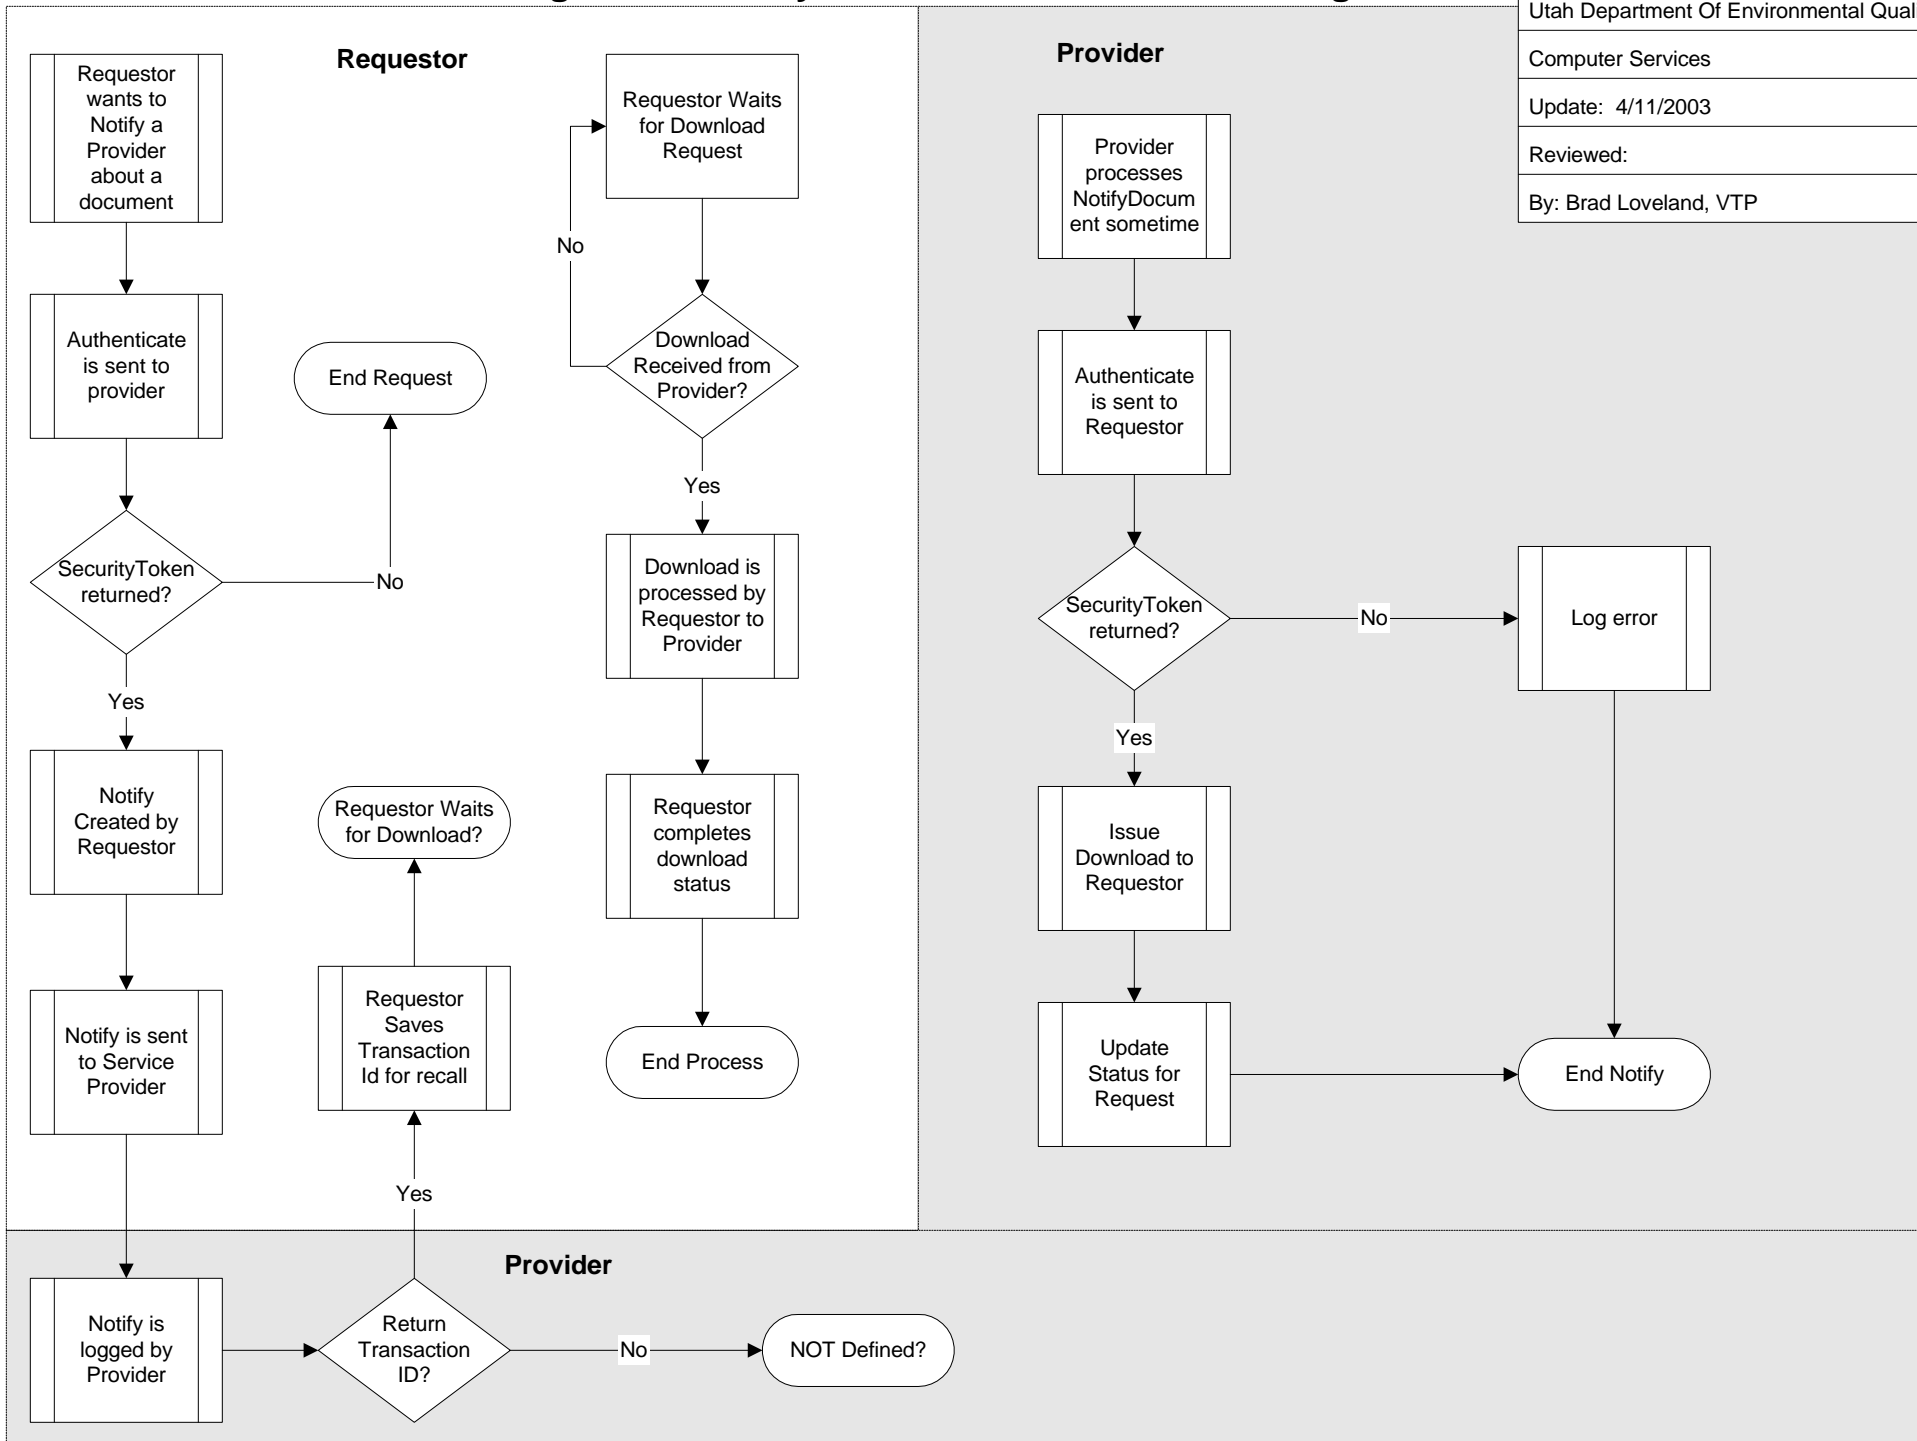 Utah Department Of Environmental Qual
Computer Services
Update: 4/11/2003
Reviewed:
By: Brad Loveland, VTP
Requestor
Requestor
wants to
Notify a
Provider
about a
document
Authenticate
is sent to
provider
SecurityToken
returned?
No
End Request
Yes
Notify
Created by
Requestor
Notify is sent
to Service
Provider
Requestor Waits
for Download?
Requestor
Saves
Transaction
Id for recall
Yes
Requestor Waits
for Download
Request
No
Download
Received from
Provider?
Yes
Download is
processed by
Requestor to
Provider
Requestor
completes
download
status
End Process
Provider
Provider
processes
NotifyDocum
ent sometime
Authenticate
is sent to
Requestor
SecurityToken
returned?
No
Log error
Yes
Issue
Download to
Requestor
Update
Status for
Request
End Notify
Provider
Notify is
logged by
Provider
Return
Transaction
ID?
No
NOT Defined?